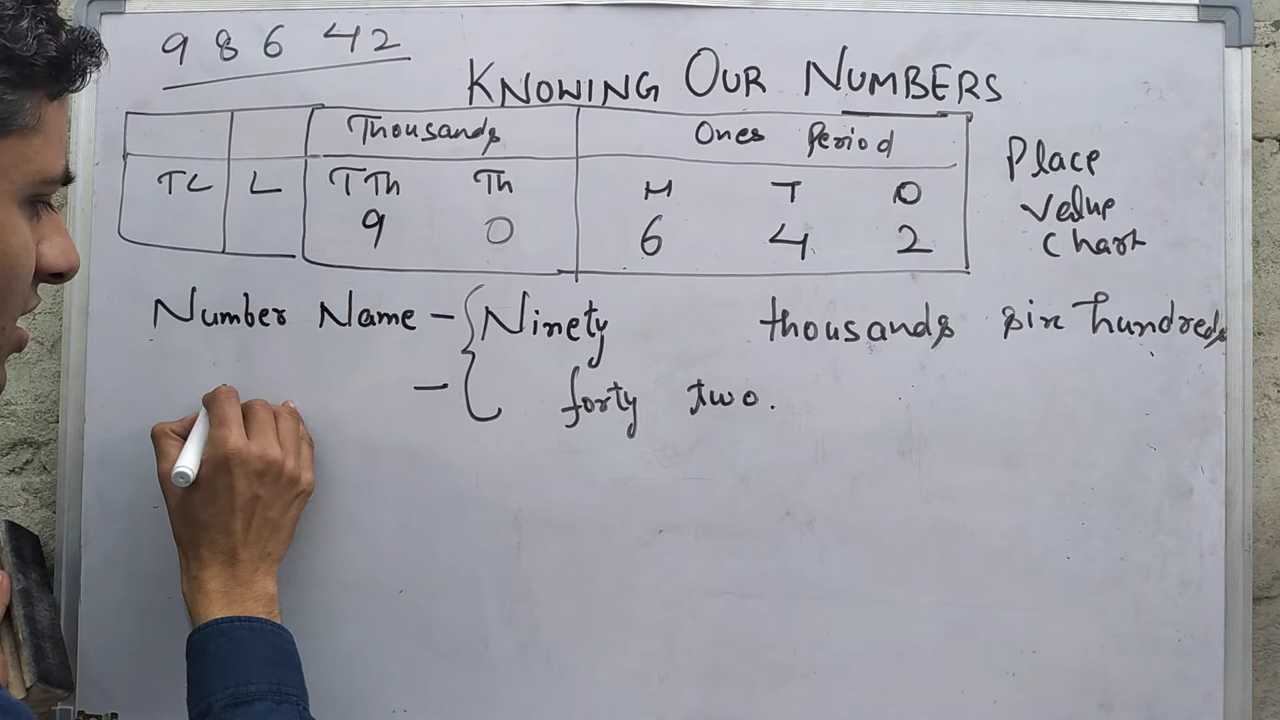 9 8 6 4 2
KNOWING OUR NUMBERS
Thousands Ones Period
TL L TTh Th H T O
9 0 6 4 2
Place
Value
Chart
Number Name - { Ninety thousands six hundreds
- forty two.